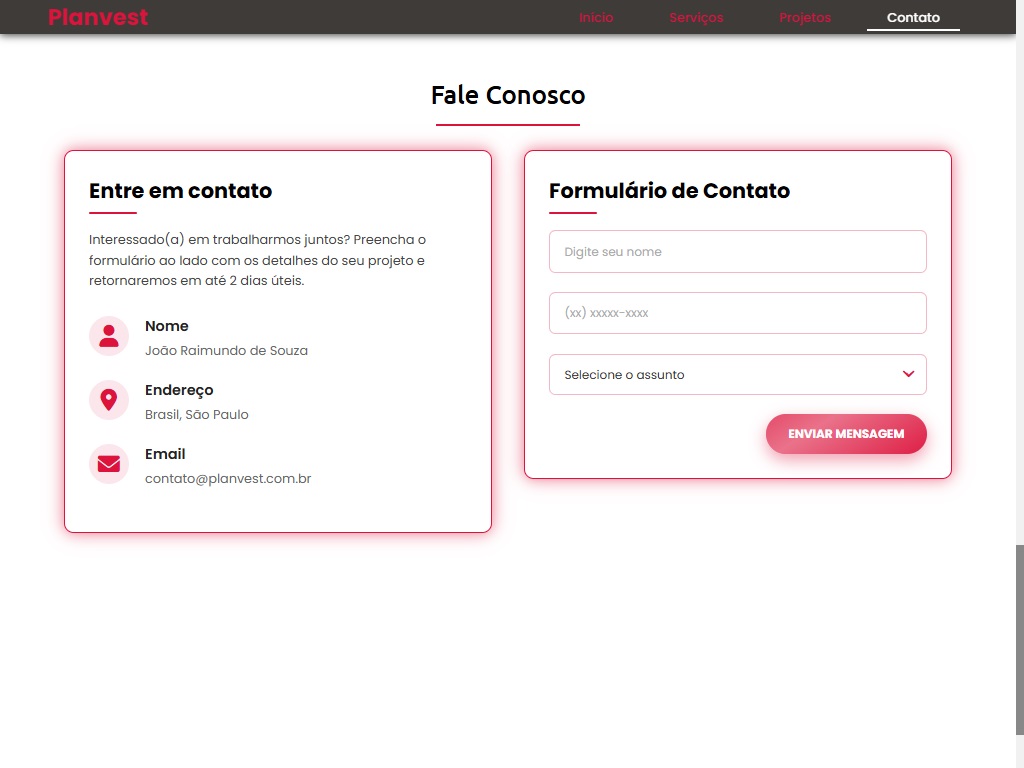 Planvest
Início
Serviços
Projetos
Contato
Fale Conosco
Entre em contato
Interessado(a) em trabalharmos juntos? Preencha o
formulário ao lado com os detalhes do seu projeto e
retornaremos em até 2 dias úteis.
Nome
João Raimundo de Souza
Endereço
Brasil, São Paulo
Email
contato@planvest.com.br
Formulário de Contato
Digite seu nome
(xx) xxxxx-xxxx
Selecione o assunto
ENVIAR MENSAGEM